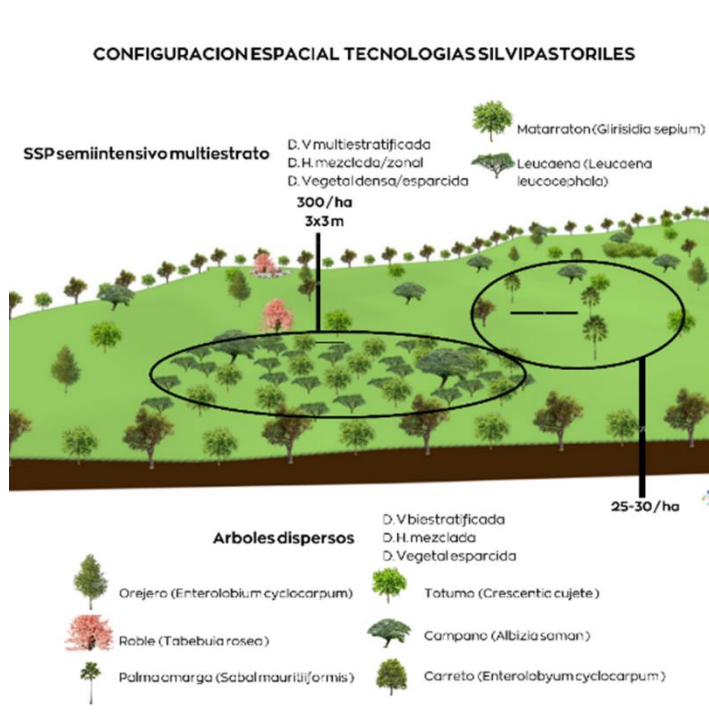 CONFIGURACION ESPACIAL TECNOLOGIAS SILVIPASTORILES
SSP semiintensivo multiestrato
D. V multiestratificada
D. H. mezclada/zonal
D. Vegetal densa/esparcida
300/ha
3x3 m
Matarraton (Glirisidia sepium)
Leucaena (Leucaena
leucocephala)
25-30/ha
Arboles dispersos
D. V biestratificada
D. H. mezclada
D. Vegetal esparcida
Orejero (Enterolobium cyclocarpum)
Totumo (Crescentia cujete)
Roble (Tabebuia rosea)
Campano (Albizia saman)
Palma amarga (Sabal mauritiiformis)
Carreto (Enterolobyum cyclocarpum)